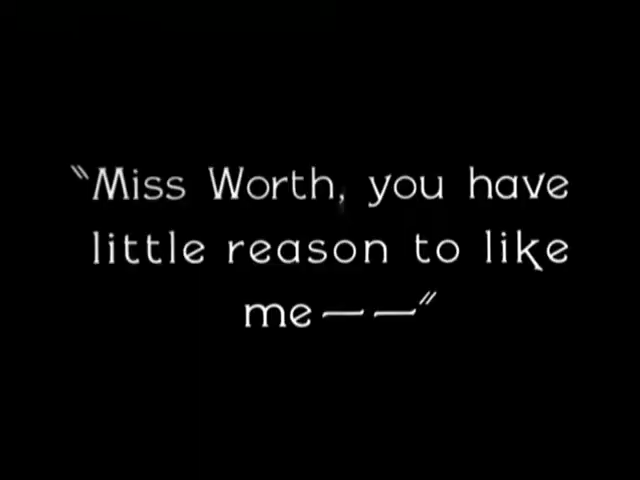 "Miss Worth, you have
little reason to like
me — —"